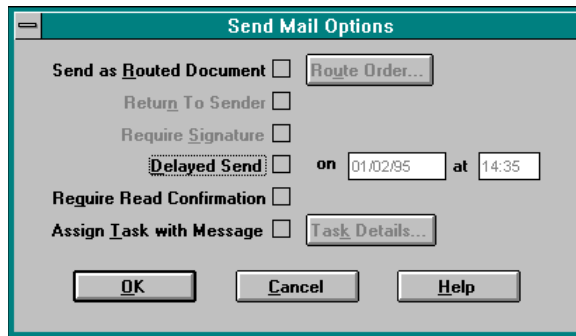 Send Mail Options
Send as Routed Document Route Order...
Return To Sender
Require Signature
Delayed Send on 01/02/95 at 14:35
Require Read Confirmation
Assign Task with Message Task Details...
OK Cancel Help